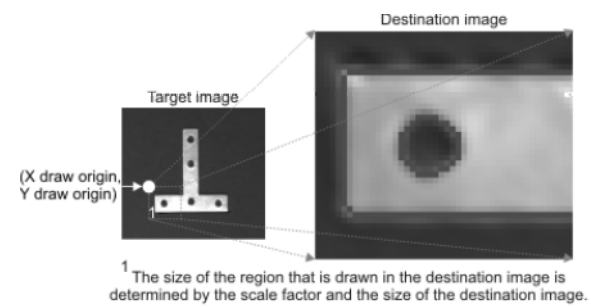 Destination image
Target image
(X draw origin,
Y draw origin)
1
1 The size of the region that is drawn in the destination image is
determined by the scale factor and the size of the destination image.